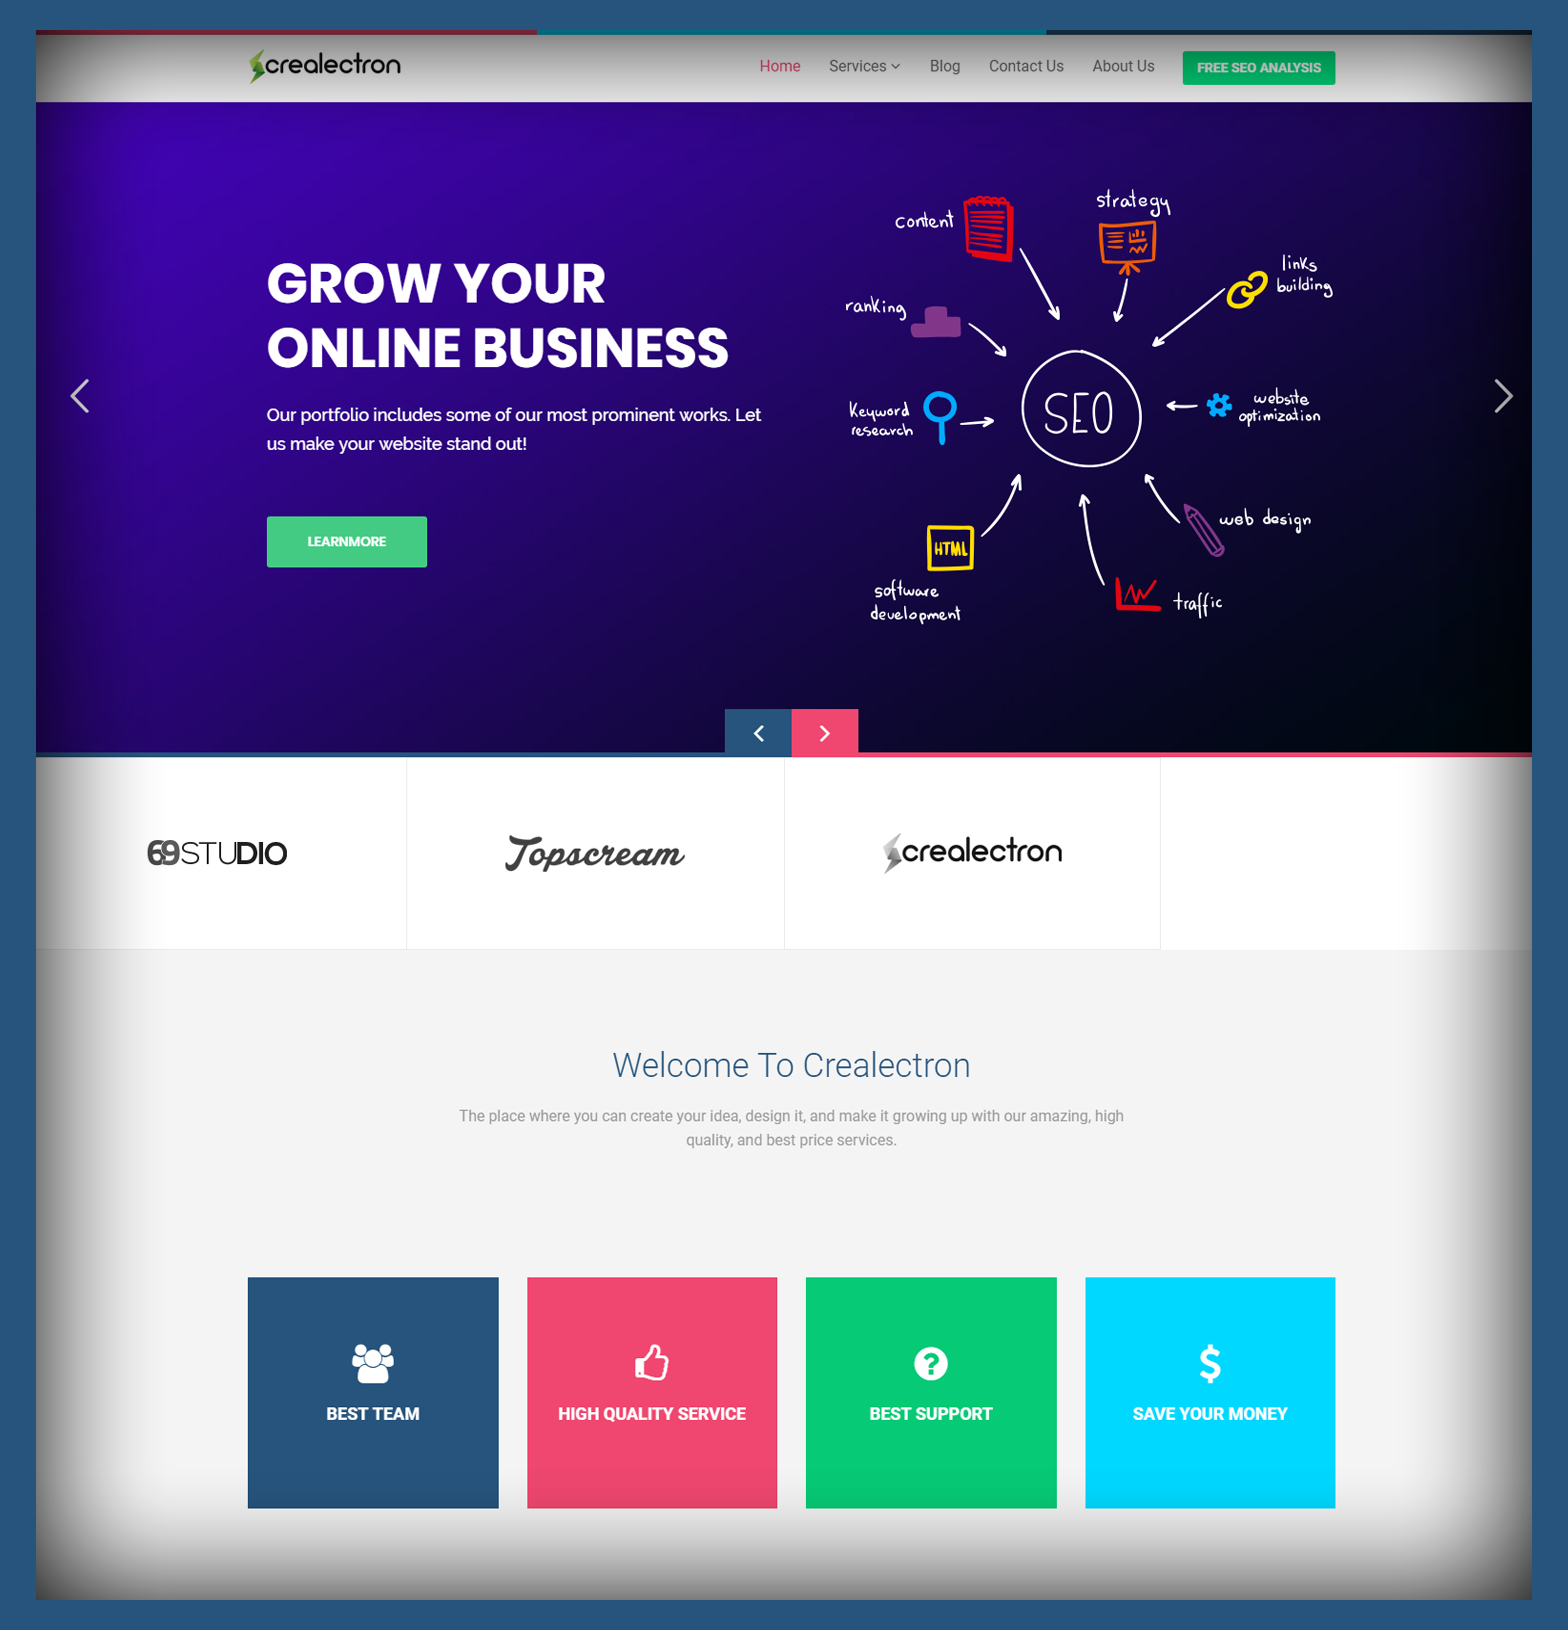 crealectron
Home
Services
Blog
Contact Us
About Us
FREE SEO ANALYSIS
GROW YOUR
ONLINE BUSINESS
Our portfolio includes some of our most prominent works. Let
us make your website stand out!
LEARNMORE
content
strategy
links
building
ranking
Keyword
research
SEO
website
optimization
HTML
software
development
web design
traffic
69STUDIO
Topscream
crealectron
Welcome To Crealectron
The place where you can create your idea, design it, and make it growing up with our amazing, high
quality, and best price services.
BEST TEAM
HIGH QUALITY SERVICE
BEST SUPPORT
SAVE YOUR MONEY